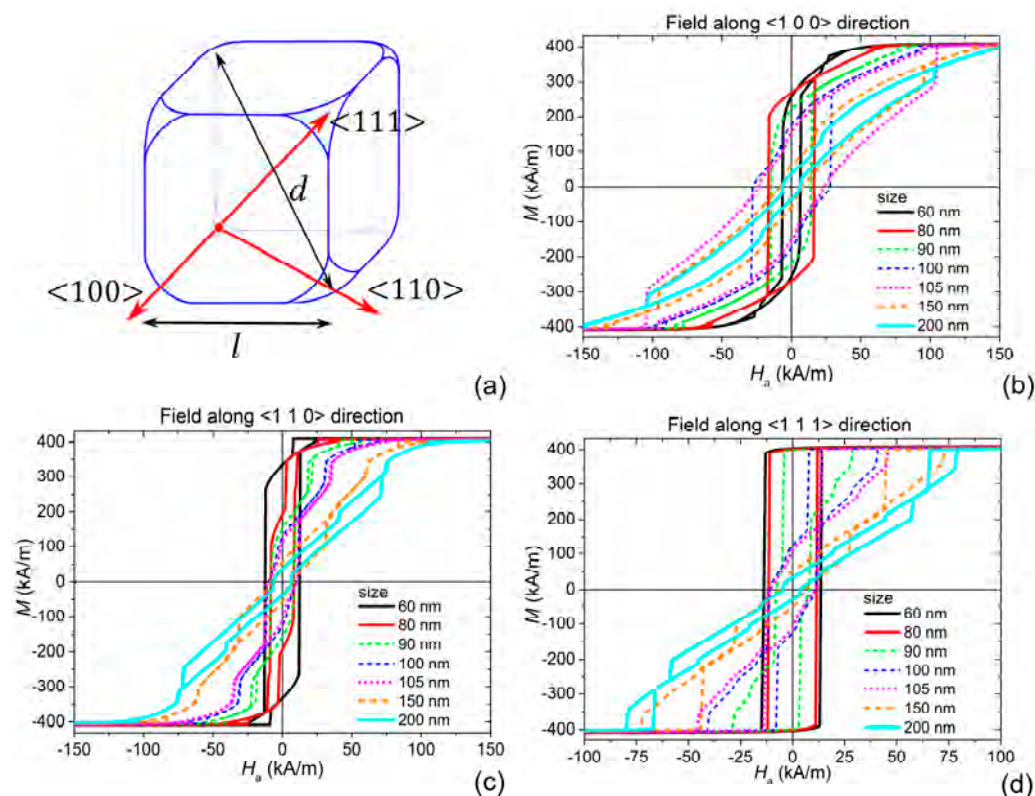 <111>
d
<100>
<110>
l
(a)
Field along <1 0 0> direction
400
300
200
100
0
-100
-200
-300
-400
M (kA/m)
size
60 nm
80 nm
90 nm
100 nm
105 nm
150 nm
200 nm
-150 -100 -50 0 50 100 150
H a (kA/m)
(b)
Field along <1 1 0> direction
400
300
200
100
0
-100
-200
-300
-400
M (kA/m)
size
60 nm
80 nm
90 nm
100 nm
105 nm
150 nm
200 nm
-150 -100 -50 0 50 100 150
H a (kA/m)
(c)
Field along <1 1 1> direction
400
300
200
100
0
-100
-200
-300
-400
M (kA/m)
size
60 nm
80 nm
90 nm
100 nm
105 nm
150 nm
200 nm
-100 -75 -50 -25 0 25 50 75 100
H a (kA/m)
(d)